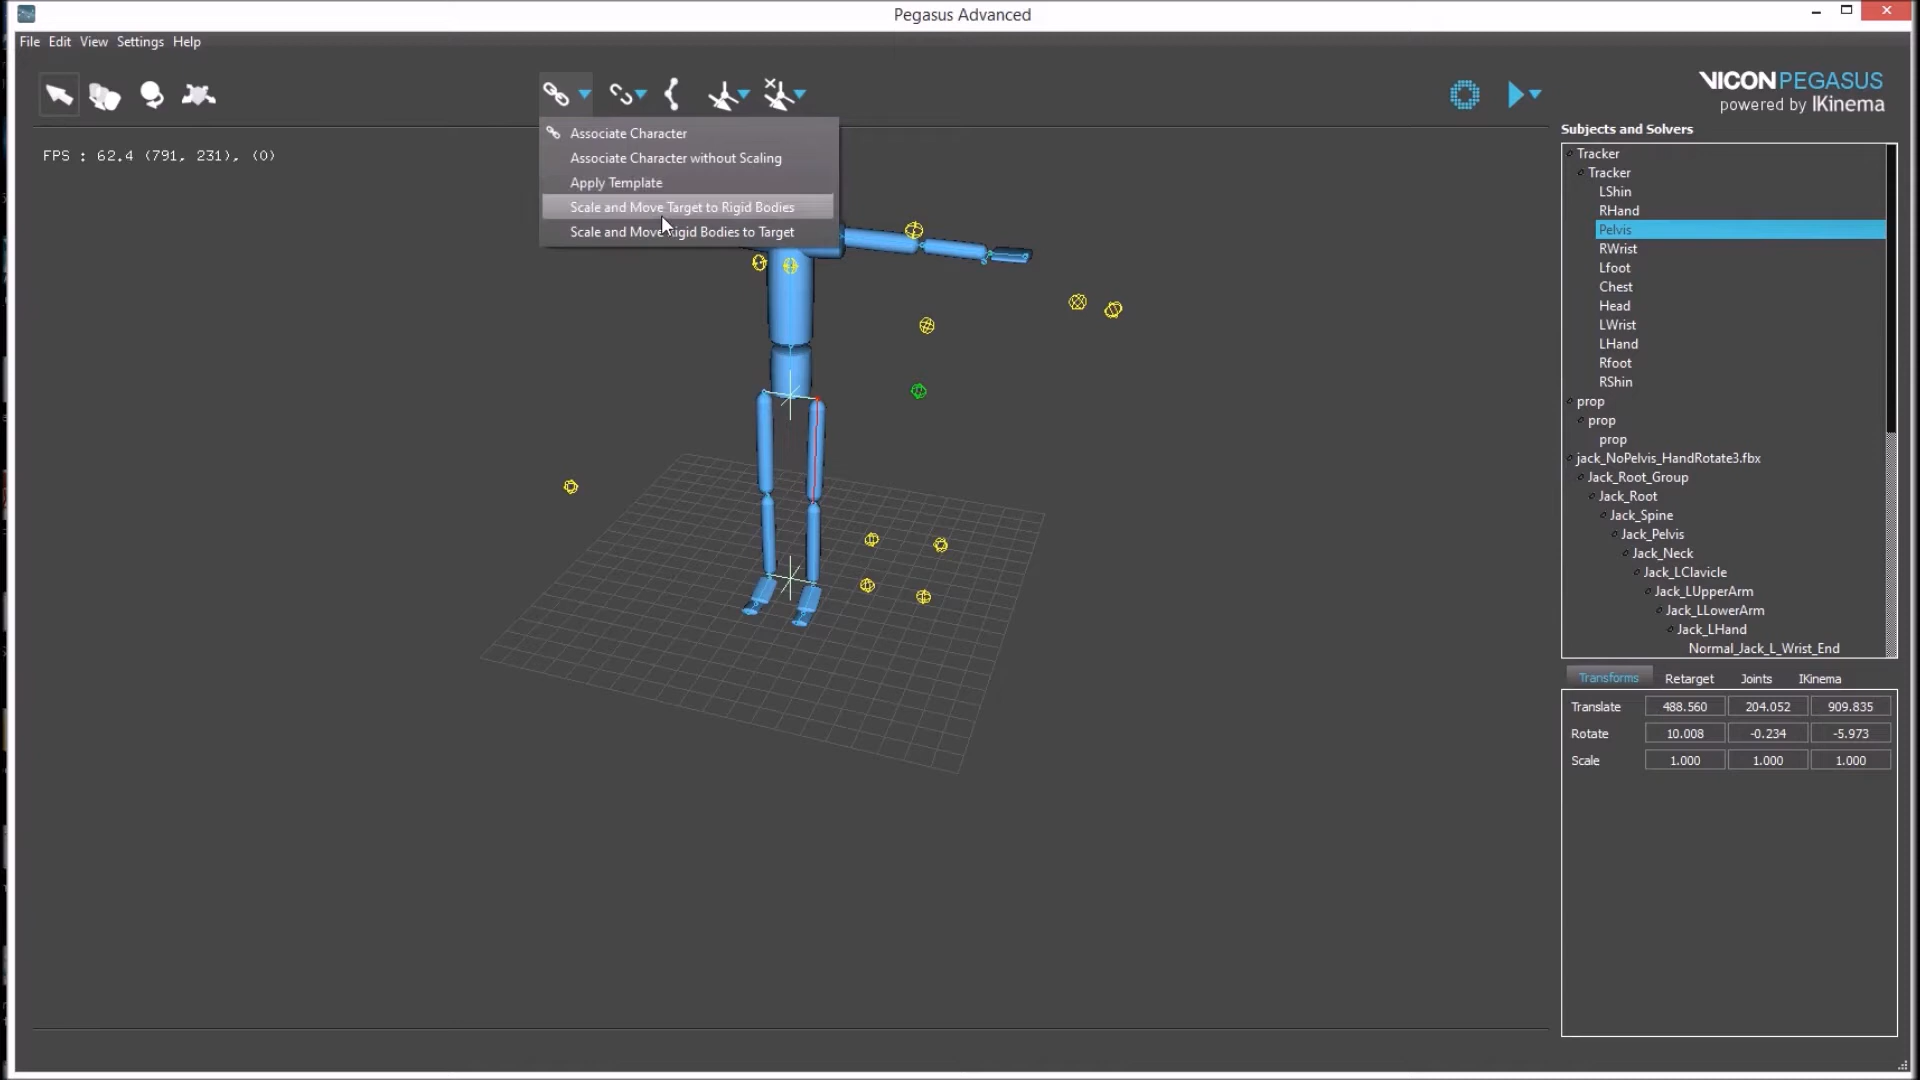 Pegasus Advanced
File Edit View Settings Help
VICON PEGASUS
powered by IKinema
FPS : 62.4 (791, 231), (0)
Associate Character
Associate Character without Scaling
Apply Template
Scale and Move Target to Rigid Bodies
Scale and Move Rigid Bodies to Target
Subjects and Solvers
Tracker
Tracker
LShin
RHand
Pelvis
RWrist
Lfoot
Chest
Head
LWrist
LHand
Rfoot
RShin
prop
prop
prop
jack_NoPelvis_HandRotate3.fbx
Jack_Root_Group
Jack_Root
Jack_Spine
Jack_Pelvis
Jack_Neck
Jack_LClavicle
Jack_LUpperArm
Jack_LLowerArm
Jack_LHand
Normal_Jack_L_Wrist_End
Transforms Retarget Joints IKinema
Translate 488.560 204.052 909.835
Rotate 10.008 -0.234 -5.973
Scale 1.000 1.000 1.000